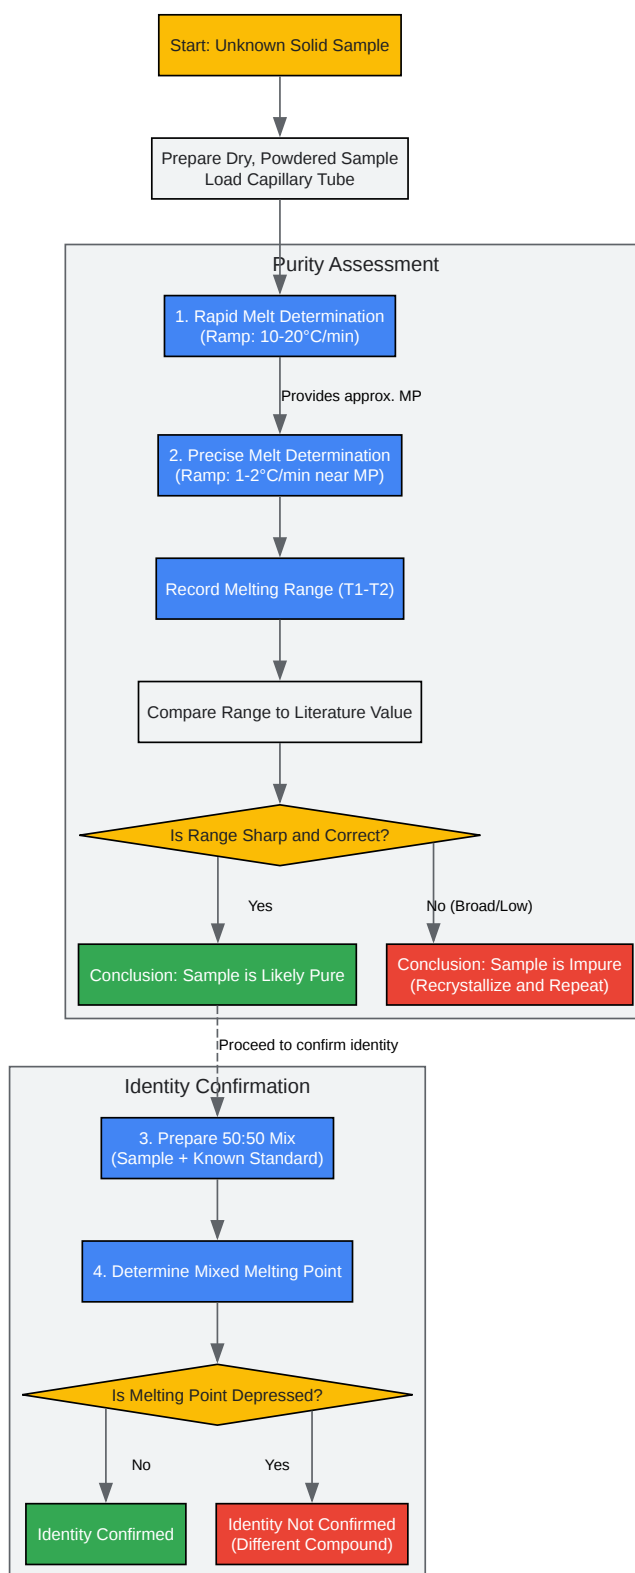 Start: Unknown Solid Sample
Prepare Dry, Powdered Sample
Load Capillary Tube
Purity Assessment
1. Rapid Melt Determination
(Ramp: 10-20°C/min)
Provides approx. MP
2. Precise Melt Determination
(Ramp: 1-2°C/min near MP)
Record Melting Range (T1-T2)
Compare Range to Literature Value
Is Range Sharp and Correct?
Yes
No (Broad/Low)
Conclusion: Sample is Likely Pure
Conclusion: Sample is Impure
(Recrystallize and Repeat)
Proceed to confirm identity
Identity Confirmation
3. Prepare 50:50 Mix
(Sample + Known Standard)
4. Determine Mixed Melting Point
Is Melting Point Depressed?
No
Yes
Identity Confirmed
Identity Not Confirmed
(Different Compound)